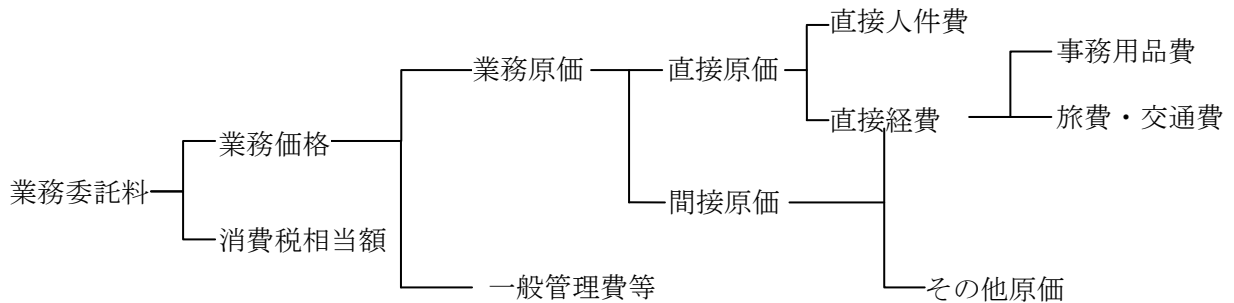 直接人件費
事務用品費
業務原価
直接原価
直接経費
旅費・交通費
業務価格
業務委託料
間接原価
消費税相当額
一般管理費等
その他原価